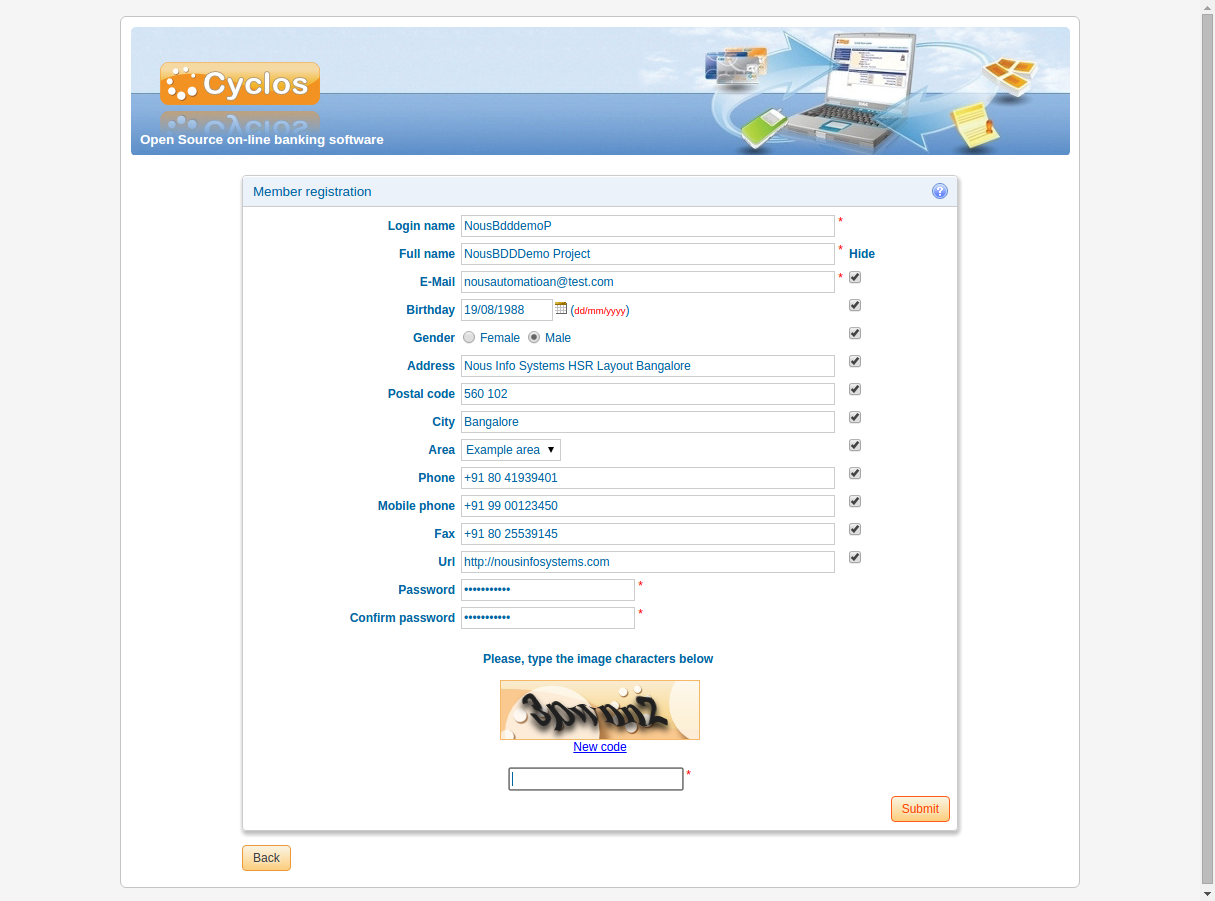 Cyclos
Open Source on-line banking software
Member registration ?
Login name NousBdddemoP *
Full name NousBDDDemo Project * Hide
E-Mail nousautomatioan@test.com *
Birthday 19/08/1988 (dd/mm/yyyy)
Gender Female Male
Address Nous Info Systems HSR Layout Bangalore
Postal code 560 102
City Bangalore
Area Example area
Phone +91 80 41939401
Mobile phone +91 99 00123450
Fax +91 80 25539145
Url http://nousinfosystems.com
Password ••••••••••• *
Confirm password ••••••••••• *
Please, type the image characters below
New code
*
Submit
Back